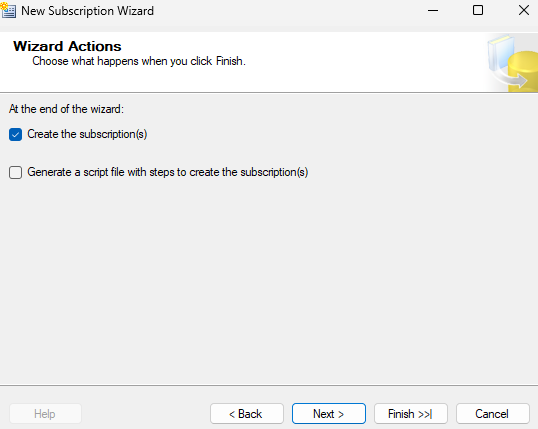 New Subscription Wizard
Wizard Actions
Choose what happens when you click Finish.
At the end of the wizard:
Create the subscription(s)
Generate a script file with steps to create the subscription(s)
Help
< Back
Next >
Finish >>|
Cancel